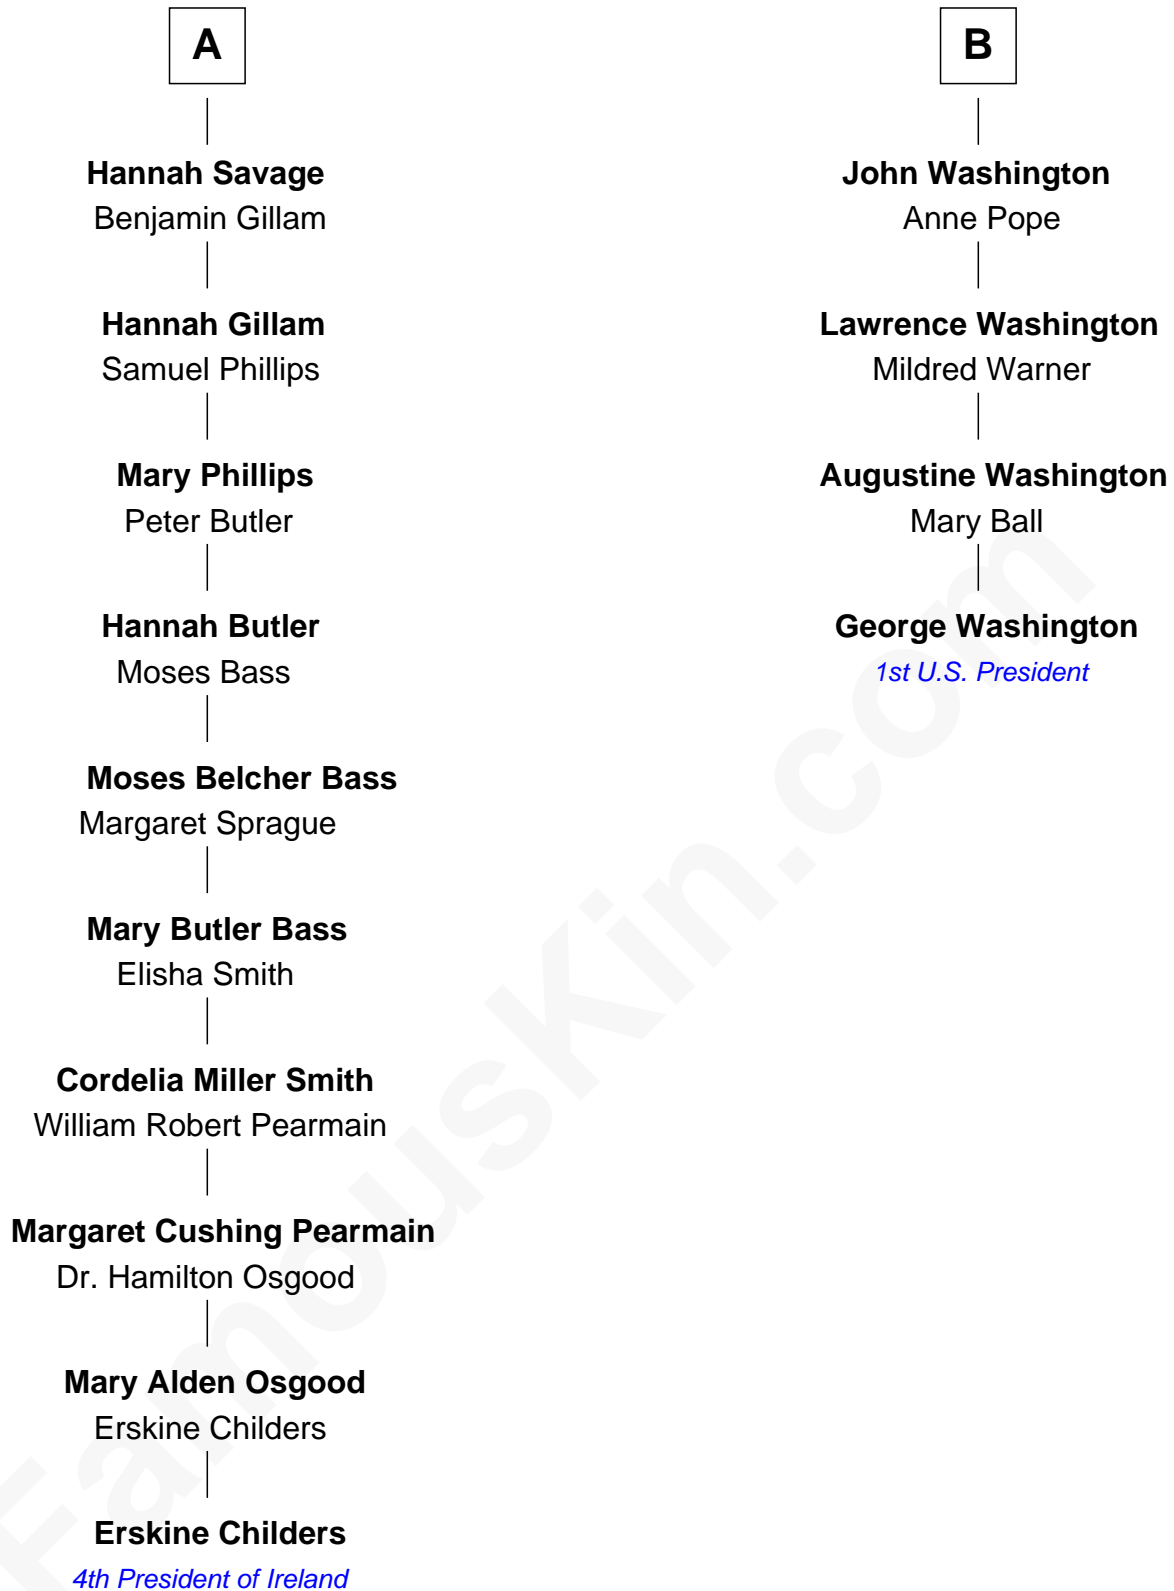 A
Hannah Savage
Benjamin Gillam
Hannah Gillam
Samuel Phillips
Mary Phillips
Peter Butler
Hannah Butler
Moses Bass
Moses Belcher Bass
Margaret Sprague
Mary Butler Bass
Elisha Smith
Cordelia Miller Smith
William Robert Pearmain
Margaret Cushing Pearmain
Dr. Hamilton Osgood
Mary Alden Osgood
Erskine Childers
Erskine Childers
4th President of Ireland
B
John Washington
Anne Pope
Lawrence Washington
Mildred Warner
Augustine Washington
Mary Ball
George Washington
1st U.S. President
FamousKin.com